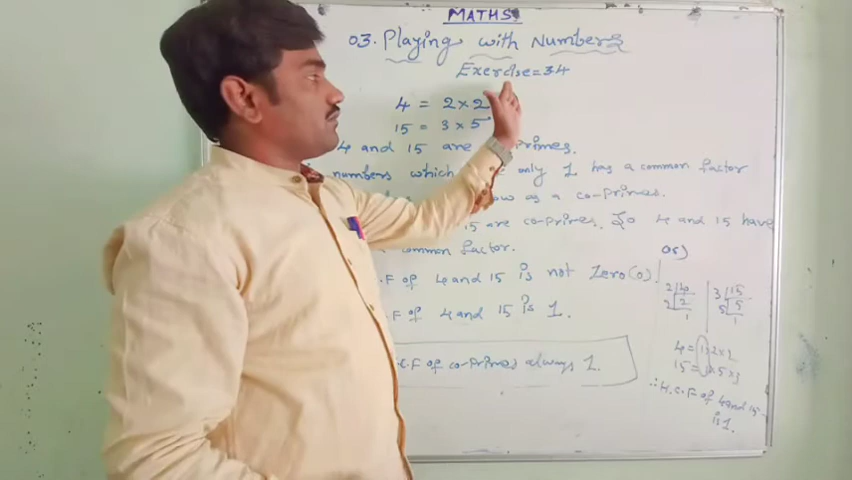 MATHS
03. Playing with Numbers
Exercise=34
4 = 2×2
15 = 3×5
4 and 15 are primes.
numbers which only 1 has a common factor
as a co-primes.
15 are co-primes. So 4 and 15 have
common factor.
F of 4 and 15 is not Zero(0).
F of 4 and 15 is 1.
C.F of co-primes always 1.
Or)
2 4 3 15
2 2 5 5
1 1
4 = 1×2×2
15 = 1×5×3
∴ H.C.F of 4 and 15
is 1.